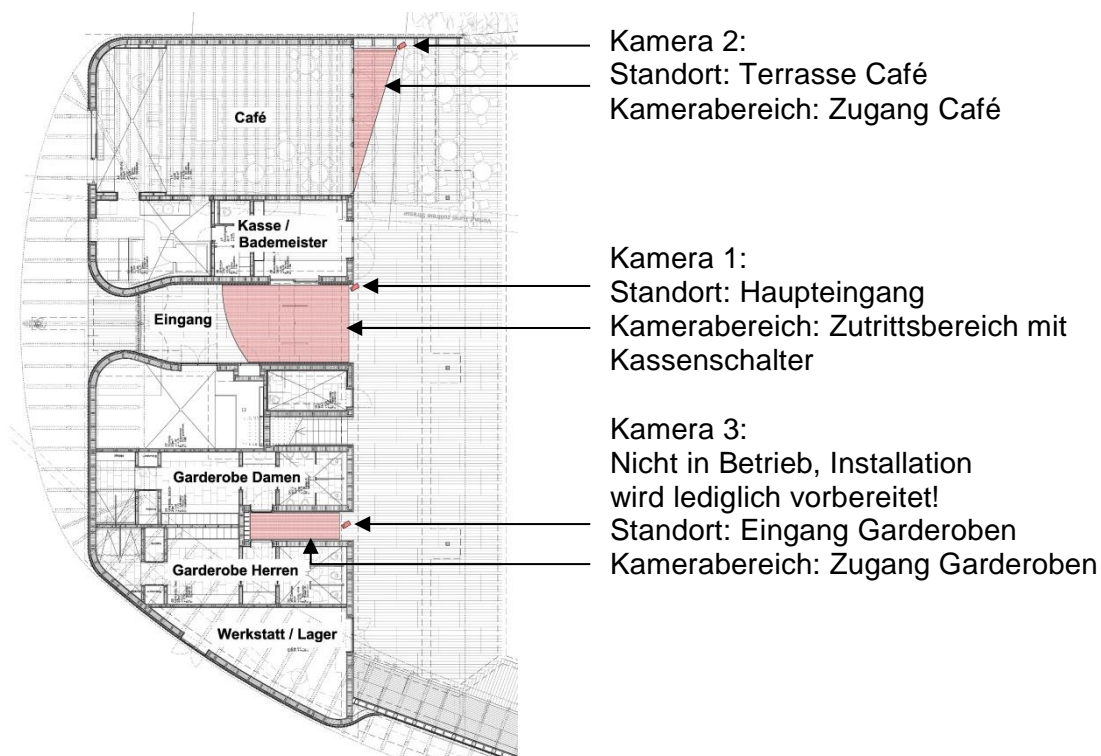 Kamera 2:
Standort: Terrasse Café
Kamerabereich: Zugang Café
Café
Kasse /
Bademeister
Kamera 1:
Standort: Haupteingang
Kamerabereich: Zutrittsbereich mit
Kassenschalter
Eingang
Kamera 3:
Nicht in Betrieb, Installation
wird lediglich vorbereitet!
Standort: Eingang Garderoben
Kamerabereich: Zugang Garderoben
Garderobe Damen
Garderobe Herren
Werkstatt / Lager